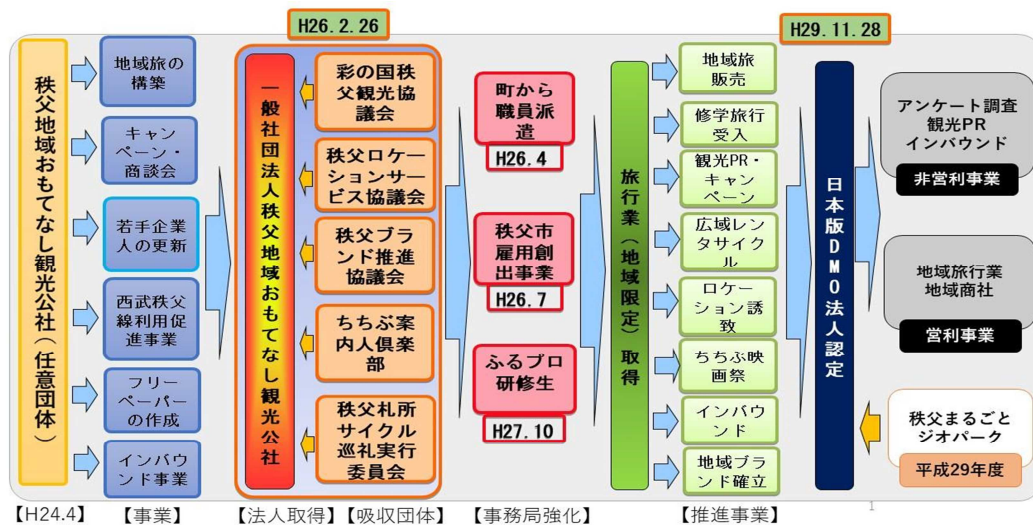 H26.2.26
H29.11.28
秩父地域おもてなし観光公社(任意団体)
地域旅の
構築
キャン
ペーン・
商談会
若手企業
人の更新
西武秩父
線利用促
進事業
フリー
ペーパー
の作成
インバウ
ンド事業
一般社団法人秩父地域おもてなし観光公社
彩の国秩
父観光協
議会
秩父ロケー
ションサー
ビス協議会
秩父ブラ
ンド推進
協議会
ちちぶ案
内人倶楽
部
秩父札所
サイクル
巡礼実行
委員会
町から
職員派
遣
H26.4
秩父市
雇用創
出事業
H26.7
ふるプロ
研修生
H27.10
旅行業(地域限定)取得
地域旅
販売
修学旅行
受入
観光PR・
キャン
ペーン
広域レン
タサイク
ル
ロケー
ション誘
致
ちちぶ映
画祭
インバ
ウンド
地域ブラ
ンド確立
日本版DMO法人認定
アンケート調査
観光PR
インバウンド
非営利事業
地域旅行業
地域商社
営利事業
秩父まるごと
ジオパーク
平成29年度
【H24.4】 【事業】 【法人取得】【吸収団体】 【事務局強化】 【推進事業】
1